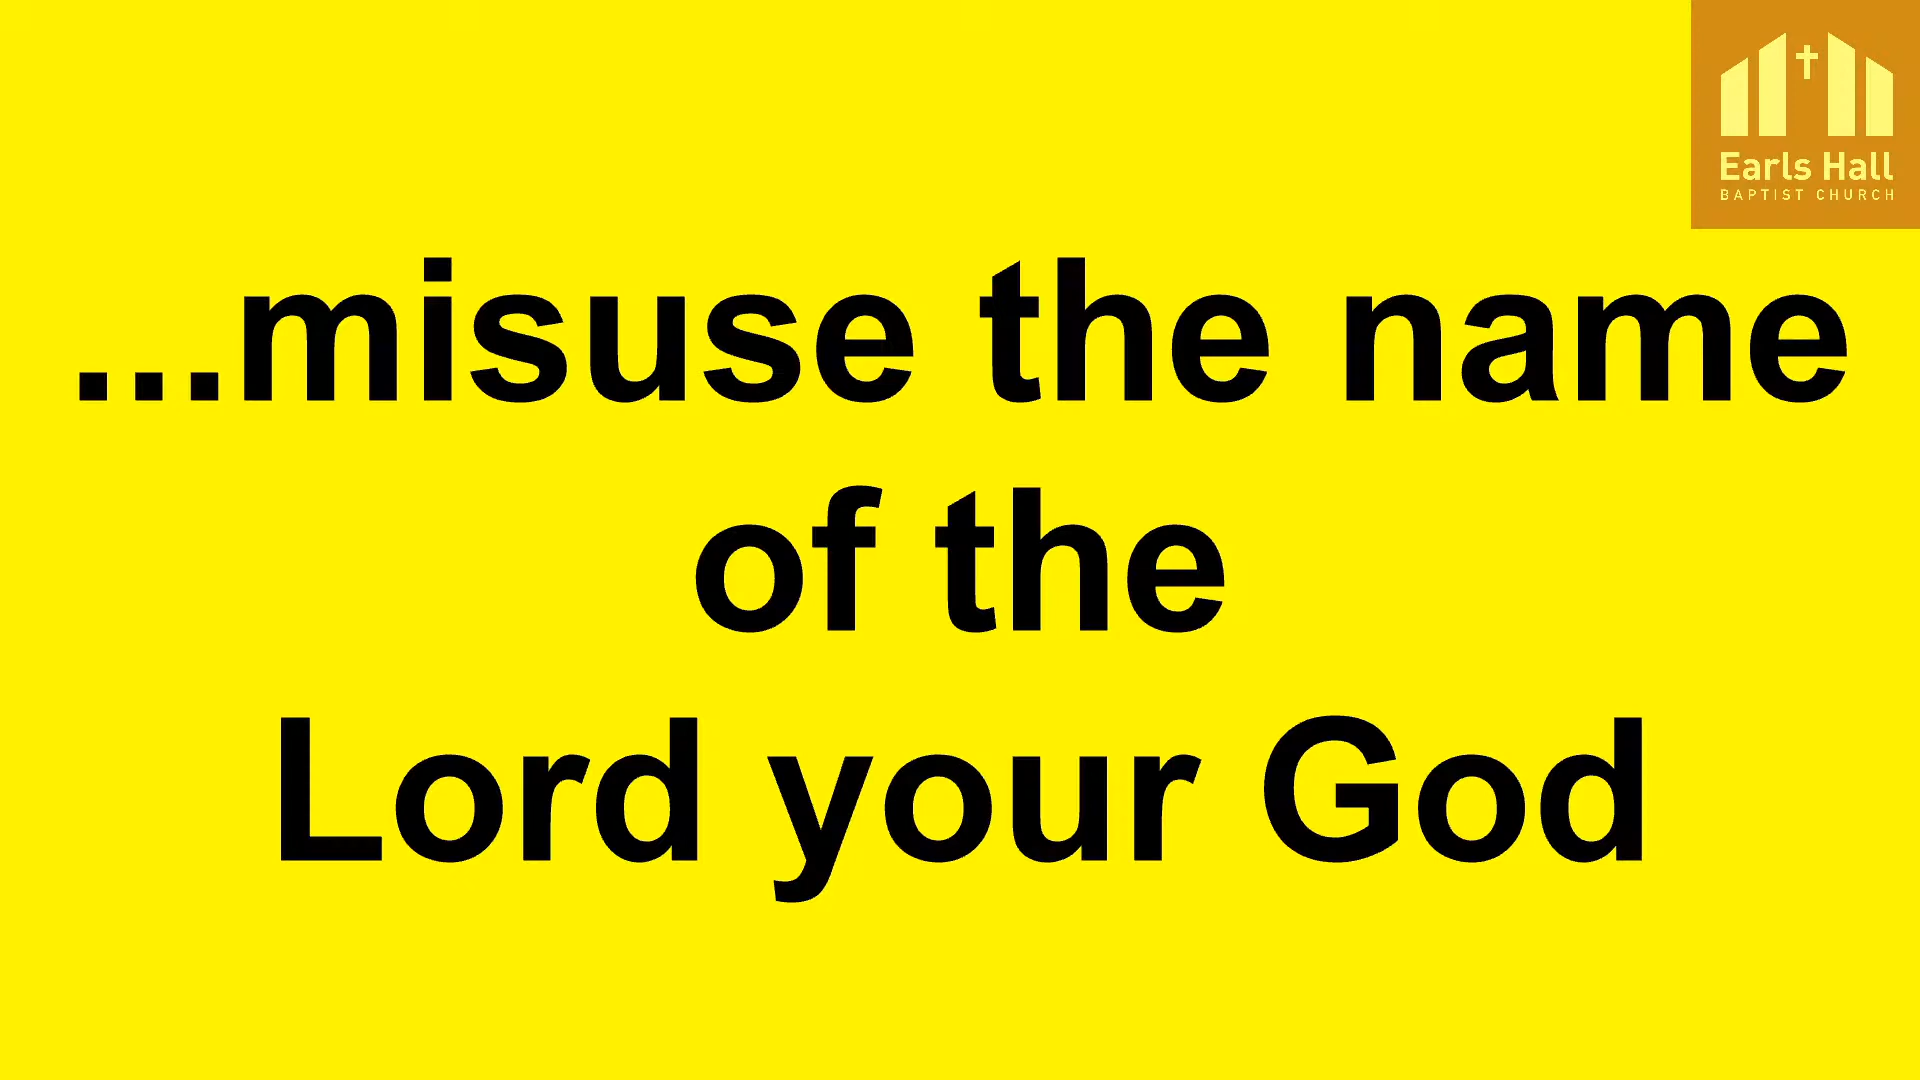 Earls Hall
BAPTIST CHURCH
...misuse the name
of the
Lord your God